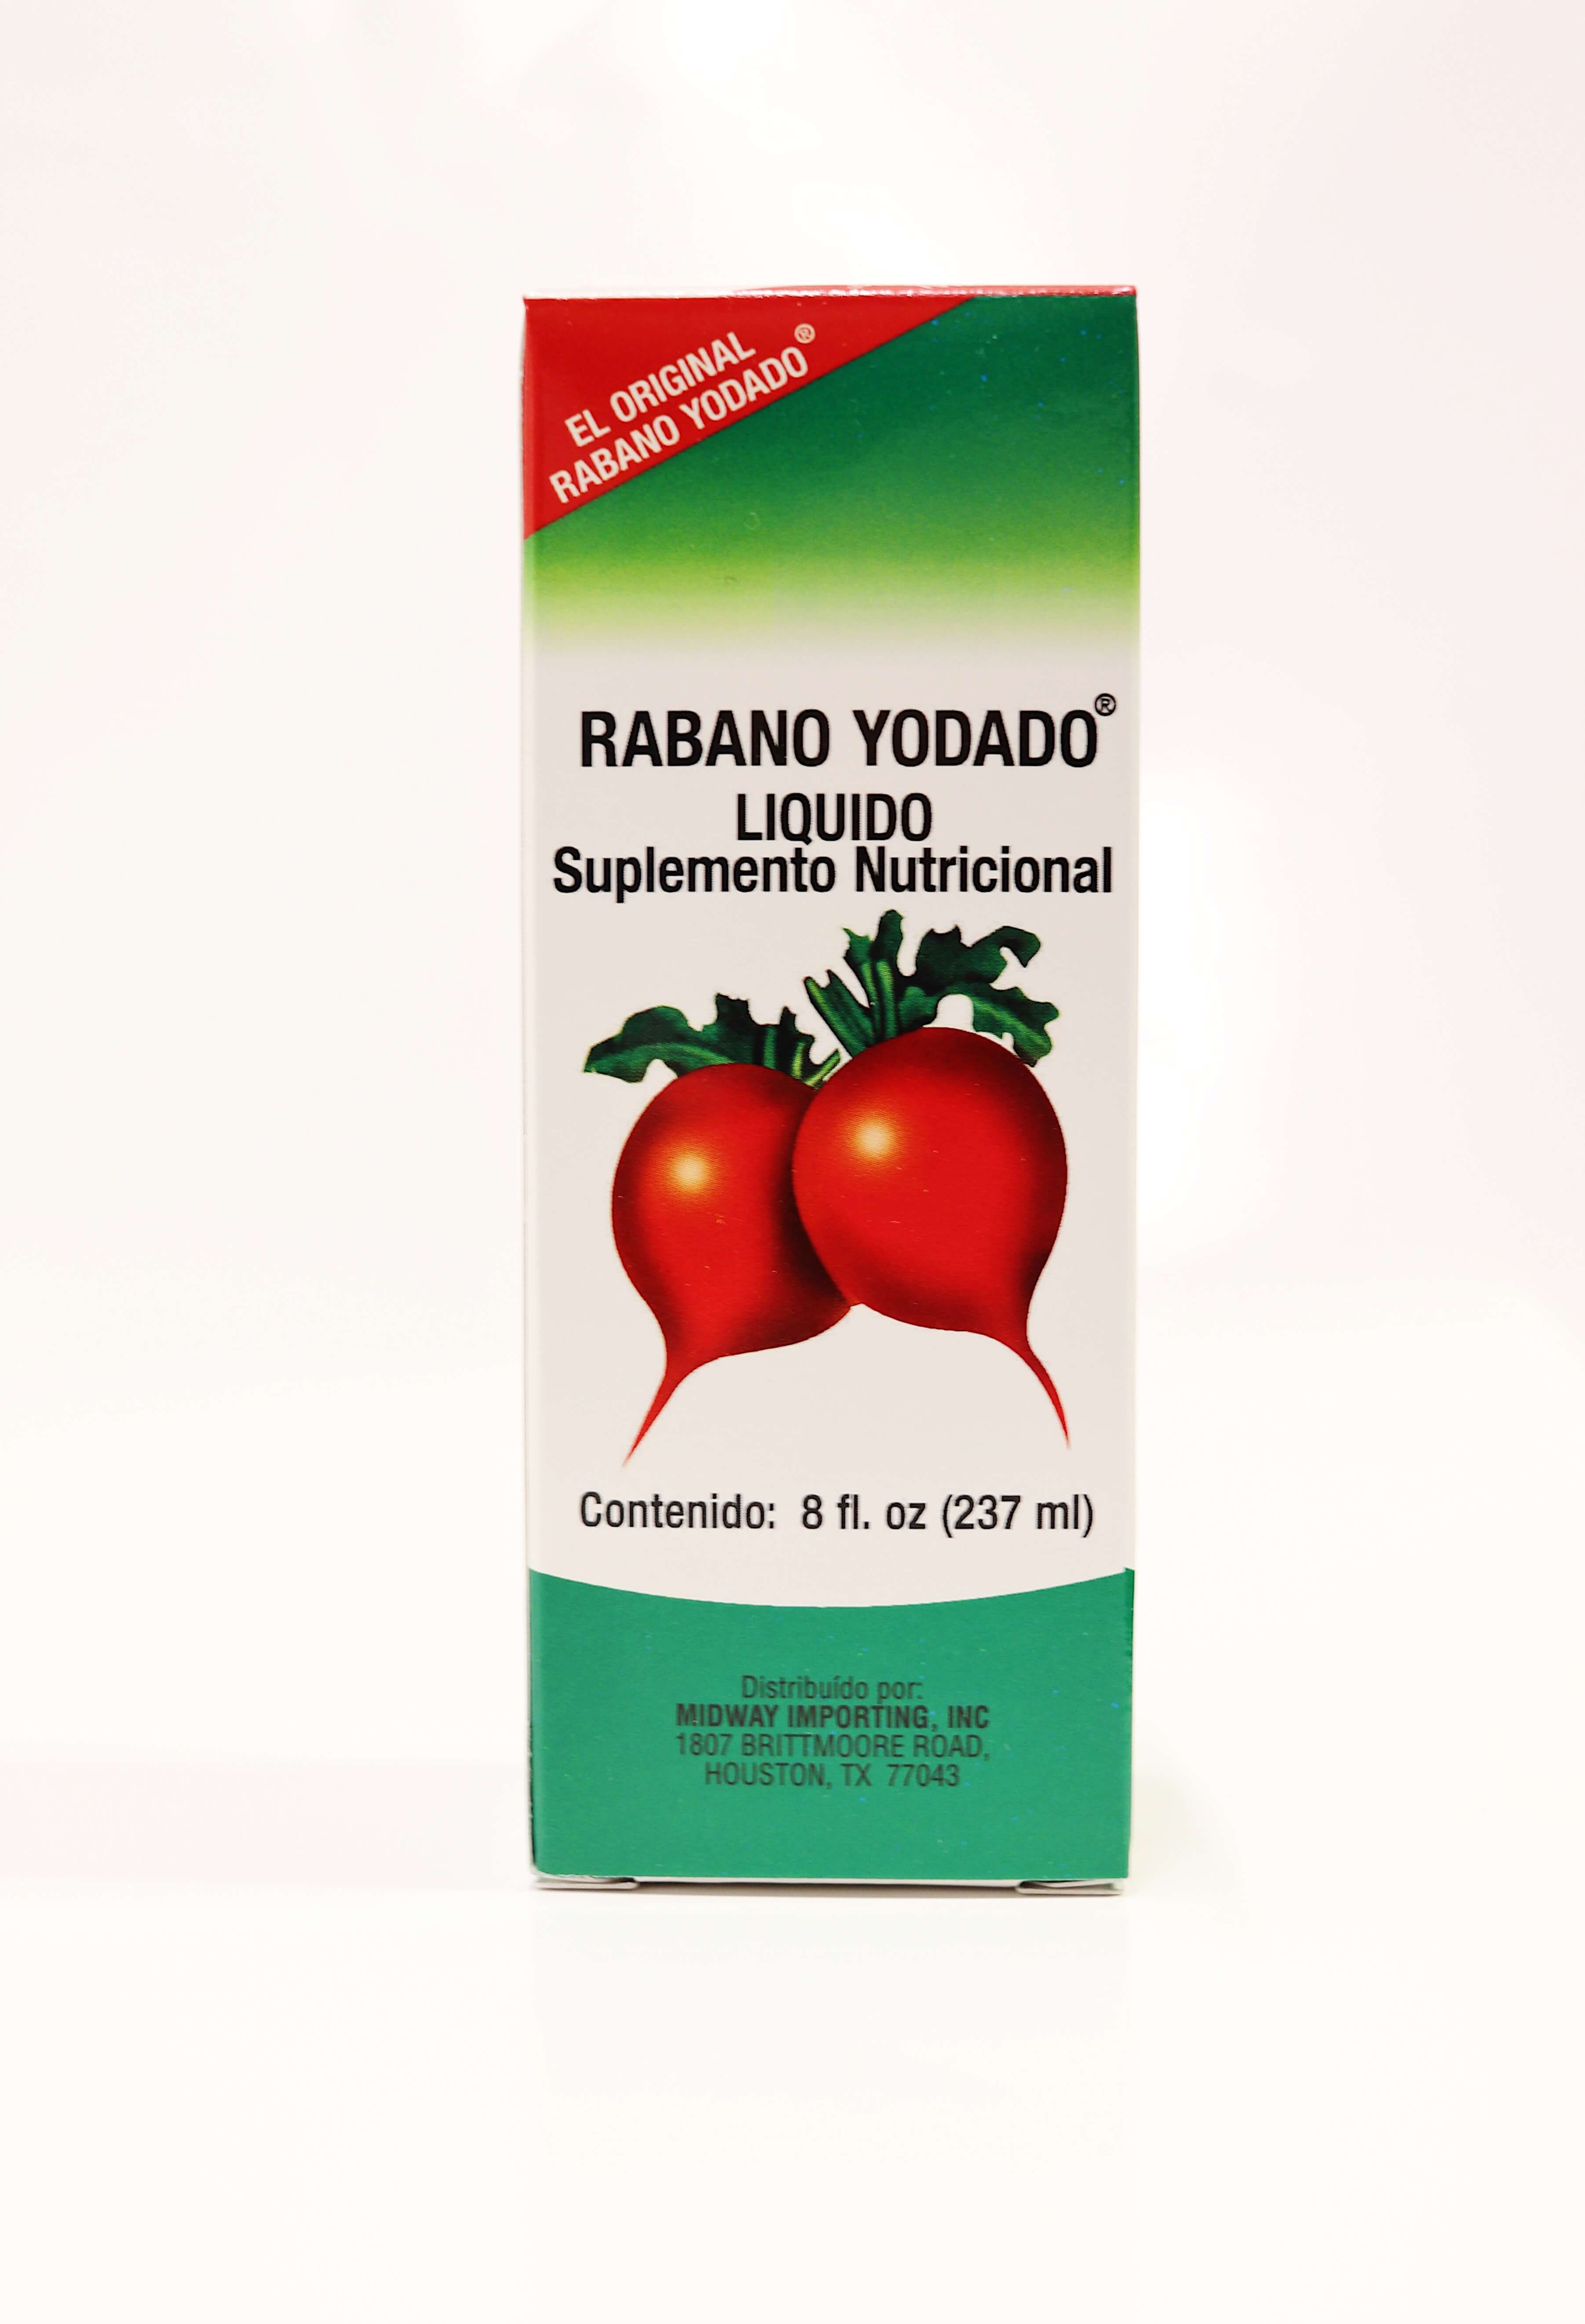 EL ORIGINAL
RABANO YODADO®
RABANO YODADO®
LIQUIDO
Suplemento Nutricional
Contenido: 8 fl. oz (237 ml)
Distribuído por:
MIDWAY IMPORTING, INC
1807 BRITTMOORE ROAD,
HOUSTON, TX 77043